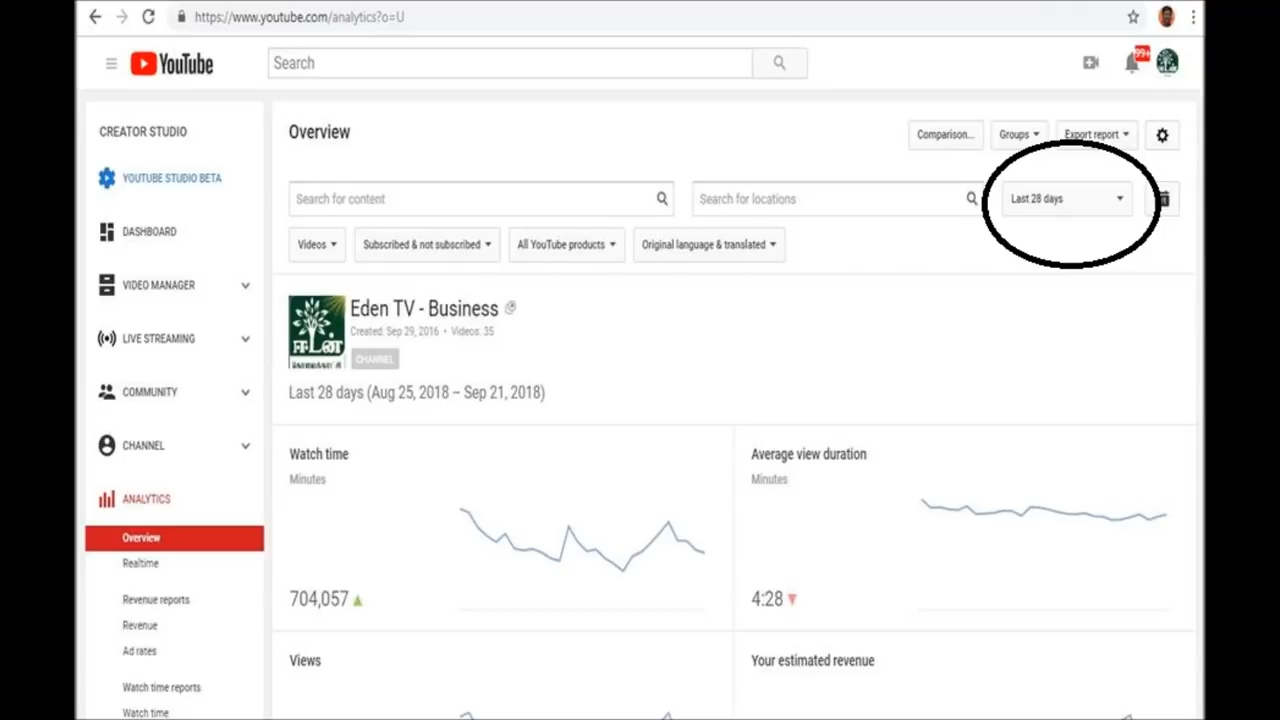 https://www.youtube.com/analytics?o=U
YouTube
Search
99+
CREATOR STUDIO
YOUTUBE STUDIO BETA
DASHBOARD
VIDEO MANAGER
LIVE STREAMING
COMMUNITY
CHANNEL
ANALYTICS
Overview
Realtime
Revenue reports
Revenue
Ad rates
Watch time reports
Watch time
Overview
Comparison... Groups Export report
Search for content Search for locations Last 28 days
Videos Subscribed & not subscribed All YouTube products Original language & translated
ஈடன்
Eden TV - Business
Created: Sep 29, 2016 • Videos: 35
CHANNEL
Last 28 days (Aug 25, 2018 – Sep 21, 2018)
Watch time
Minutes
704,057
Average view duration
Minutes
4:28
Views
Your estimated revenue